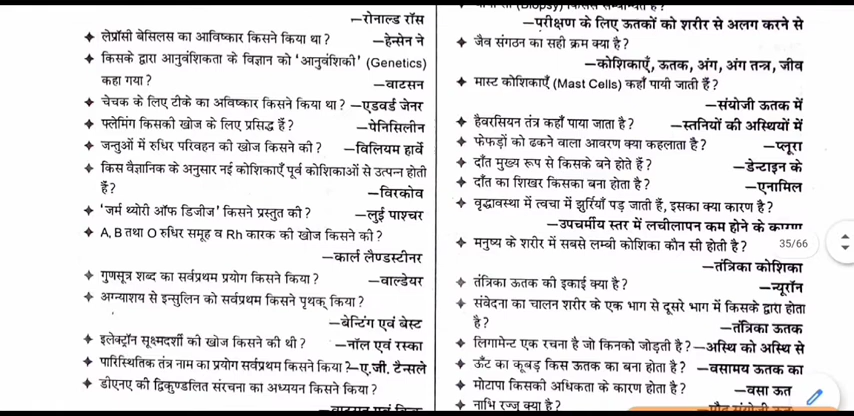 —रोनाल्ड रॉस
लेप्रॉसी बेसिलस का आविष्कार किसने किया था? —हेन्सेन ने
किसके द्वारा आनुवंशिकता के विज्ञान को 'आनुवंशिकी' (Genetics)
कहा गया? —वाटसन
चेचक के लिए टीके का अविष्कार किसने किया था? —एडवर्ड जेनर
फ्लेमिंग किसकी खोज के लिए प्रसिद्ध हैं? —पेनिसिलीन
जन्तुओं में रुधिर परिवहन की खोज किसने की? —विलियम हार्वे
किस वैज्ञानिक के अनुसार नई कोशिकाएँ पूर्व कोशिकाओं से उत्पन्न होती
हैं? —विरकोव
'जर्म थ्योरी ऑफ डिजीज' किसने प्रस्तुत की? —लुई पाश्चर
A, B तथा O रुधिर समूह व Rh कारक की खोज किसने की?
—कार्ल लैण्डस्टीनर
गुणसूत्र शब्द का सर्वप्रथम प्रयोग किसने किया? —वाल्डेयर
अग्न्याशय से इन्सुलिन को सर्वप्रथम किसने पृथक् किया?
—बेन्टिंग एवं बेस्ट
इलेक्ट्रॉन सूक्ष्मदर्शी की खोज किसने की थी? —नॉल एवं रस्का
पारिस्थितिक तंत्र नाम का प्रयोग सर्वप्रथम किसने किया?—ए.जी. टैन्सले
डीएनए की द्विकुण्डलित संरचना का अध्ययन किसने किया?
(Biopsy)
—परीक्षण के लिए ऊतकों को शरीर से अलग करने से
जैव संगठन का सही क्रम क्या है?
—कोशिकाएँ, ऊतक, अंग, अंग तन्त्र, जीव
मास्ट कोशिकाएँ (Mast Cells) कहाँ पायी जाती हैं?
—संयोजी ऊतक में
हैवरसियन तंत्र कहाँ पाया जाता है? —स्तनियों की अस्थियों में
फेफड़ों को ढकने वाला आवरण क्या कहलाता है? —प्लूरा
दाँत मुख्य रूप से किसके बने होते हैं? —डेन्टाइन के
दाँत का शिखर किसका बना होता है? —एनामिल
वृद्धावस्था में त्वचा में झुर्रियाँ पड़ जाती हैं, इसका क्या कारण है?
—उपचर्मीय स्तर में लचीलापन कम होने के कारण
मनुष्य के शरीर में सबसे लम्बी कोशिका कौन सी होती है? 35/66
—तंत्रिका कोशिका
तंत्रिका ऊतक की इकाई क्या है? —न्यूरॉन
संवेदना का चालन शरीर के एक भाग से दूसरे भाग में किसके द्वारा होता
है? —तंत्रिका ऊतक
लिगामेन्ट एक रचना है जो किनको जोड़ती है?—अस्थि को अस्थि से
ऊँट का कूबड़ किस ऊतक का बना होता है? —वसामय ऊतक का
मोटापा किसकी अधिकता के कारण होता है? —वसा ऊत
नाभि रज्जु क्या है?